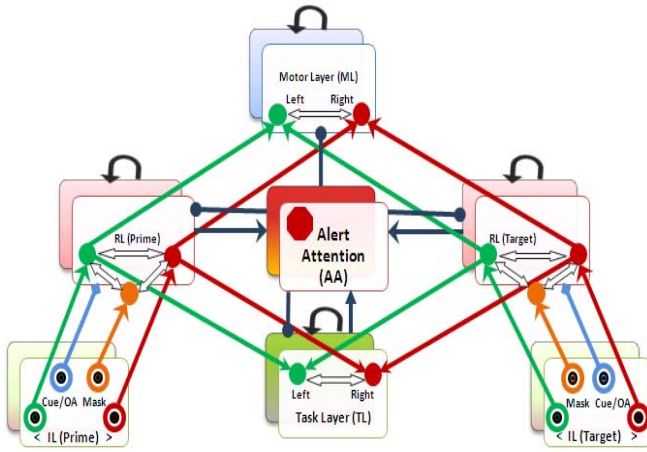 Motor Layer (ML)
Left Right
RL (Prime)
Alert
Attention
(AA)
RL (Target)
Cue/OA Mask
< IL (Prime) >
Left Right
Task Layer (TL)
Mask Cue/OA
< IL (Target) >